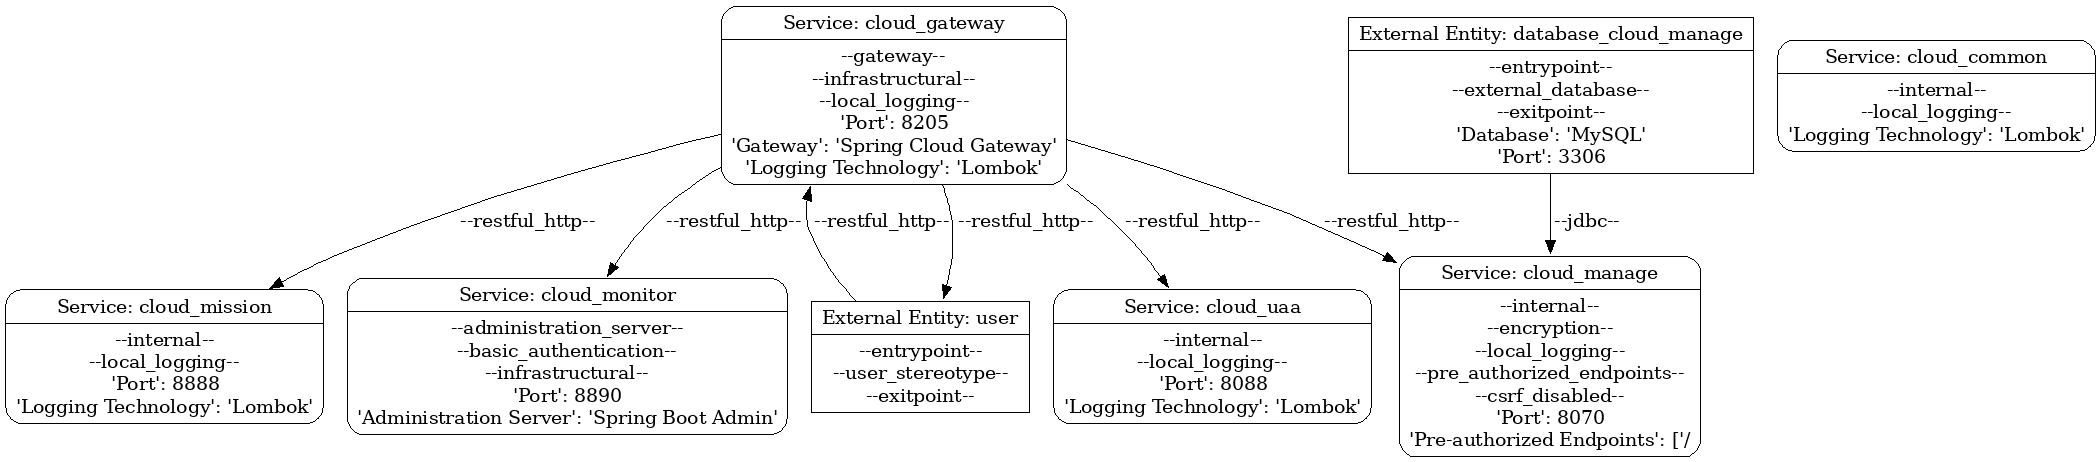 Service: cloud_gateway
--gateway--
--infrastructural--
--local_logging--
'Port': 8205
'Gateway': 'Spring Cloud Gateway'
'Logging Technology': 'Lombok'
External Entity: database_cloud_manage
--entrypoint--
--external_database--
--exitpoint--
'Database': 'MySQL'
'Port': 3306
Service: cloud_common
--internal--
--local_logging--
'Logging Technology': 'Lombok'
--restful_http--
--restful_http--
--restful_http--
--restful_http--
--restful_http--
--restful_http--
--jdbc--
Service: cloud_mission
--internal--
--local_logging--
'Port': 8888
'Logging Technology': 'Lombok'
Service: cloud_monitor
--administration_server--
--basic_authentication--
--infrastructural--
'Port': 8890
'Administration Server': 'Spring Boot Admin'
External Entity: user
--entrypoint--
--user_stereotype--
--exitpoint--
Service: cloud_uaa
--internal--
--local_logging--
'Port': 8088
'Logging Technology': 'Lombok'
Service: cloud_manage
--internal--
--encryption--
--local_logging--
--pre_authorized_endpoints--
--csrf_disabled--
'Port': 8070
'Pre-authorized Endpoints': ['/